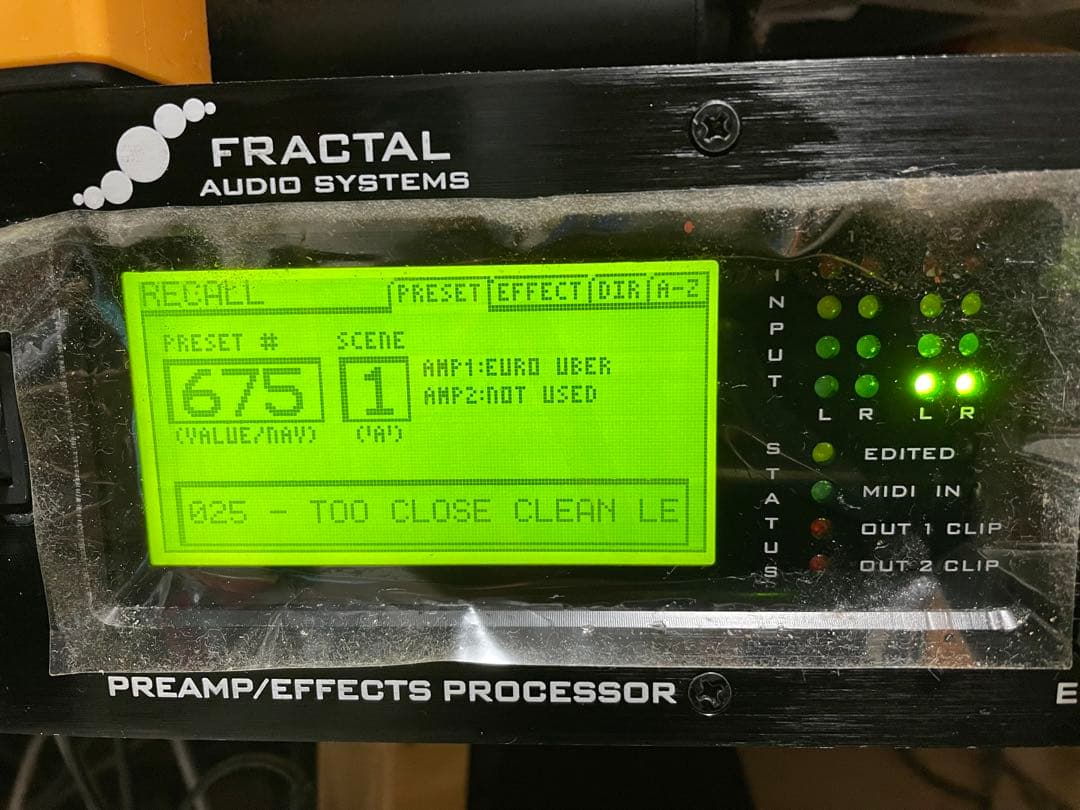 FRACTAL
AUDIO SYSTEMS
RECALL PRESET EFFECT DIR A-Z
PRESET # SCENE
675 1 AMP1:EURO UBER
AMP2:NOT USED
(VALUE/NAV) ('A')
025 - TOO CLOSE CLEAN LE
1 2
INPUT
L R L R
STATUS
EDITED
MIDI IN
OUT 1 CLIP
OUT 2 CLIP
PREAMP/EFFECTS PROCESSOR
E